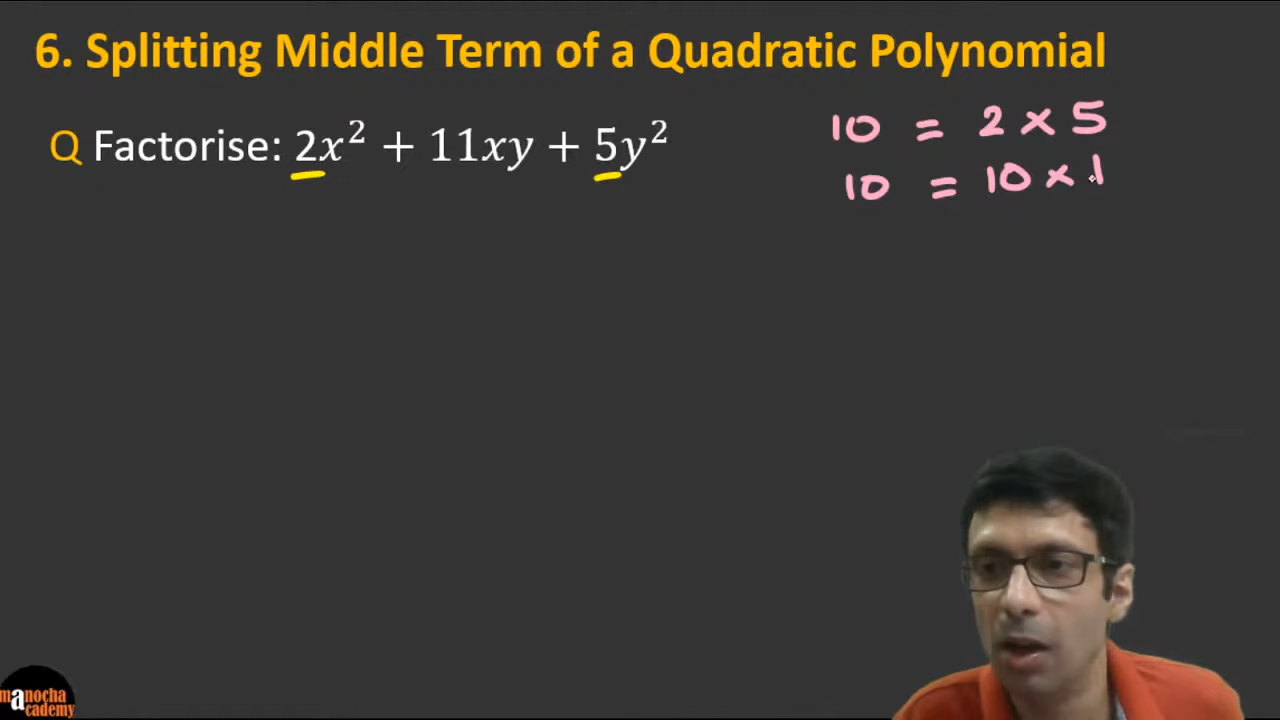 6. Splitting Middle Term of a Quadratic Polynomial
Q Factorise: 2x² + 11xy + 5y²
10 = 2 × 5
10 = 10 × 1
manocha
academy